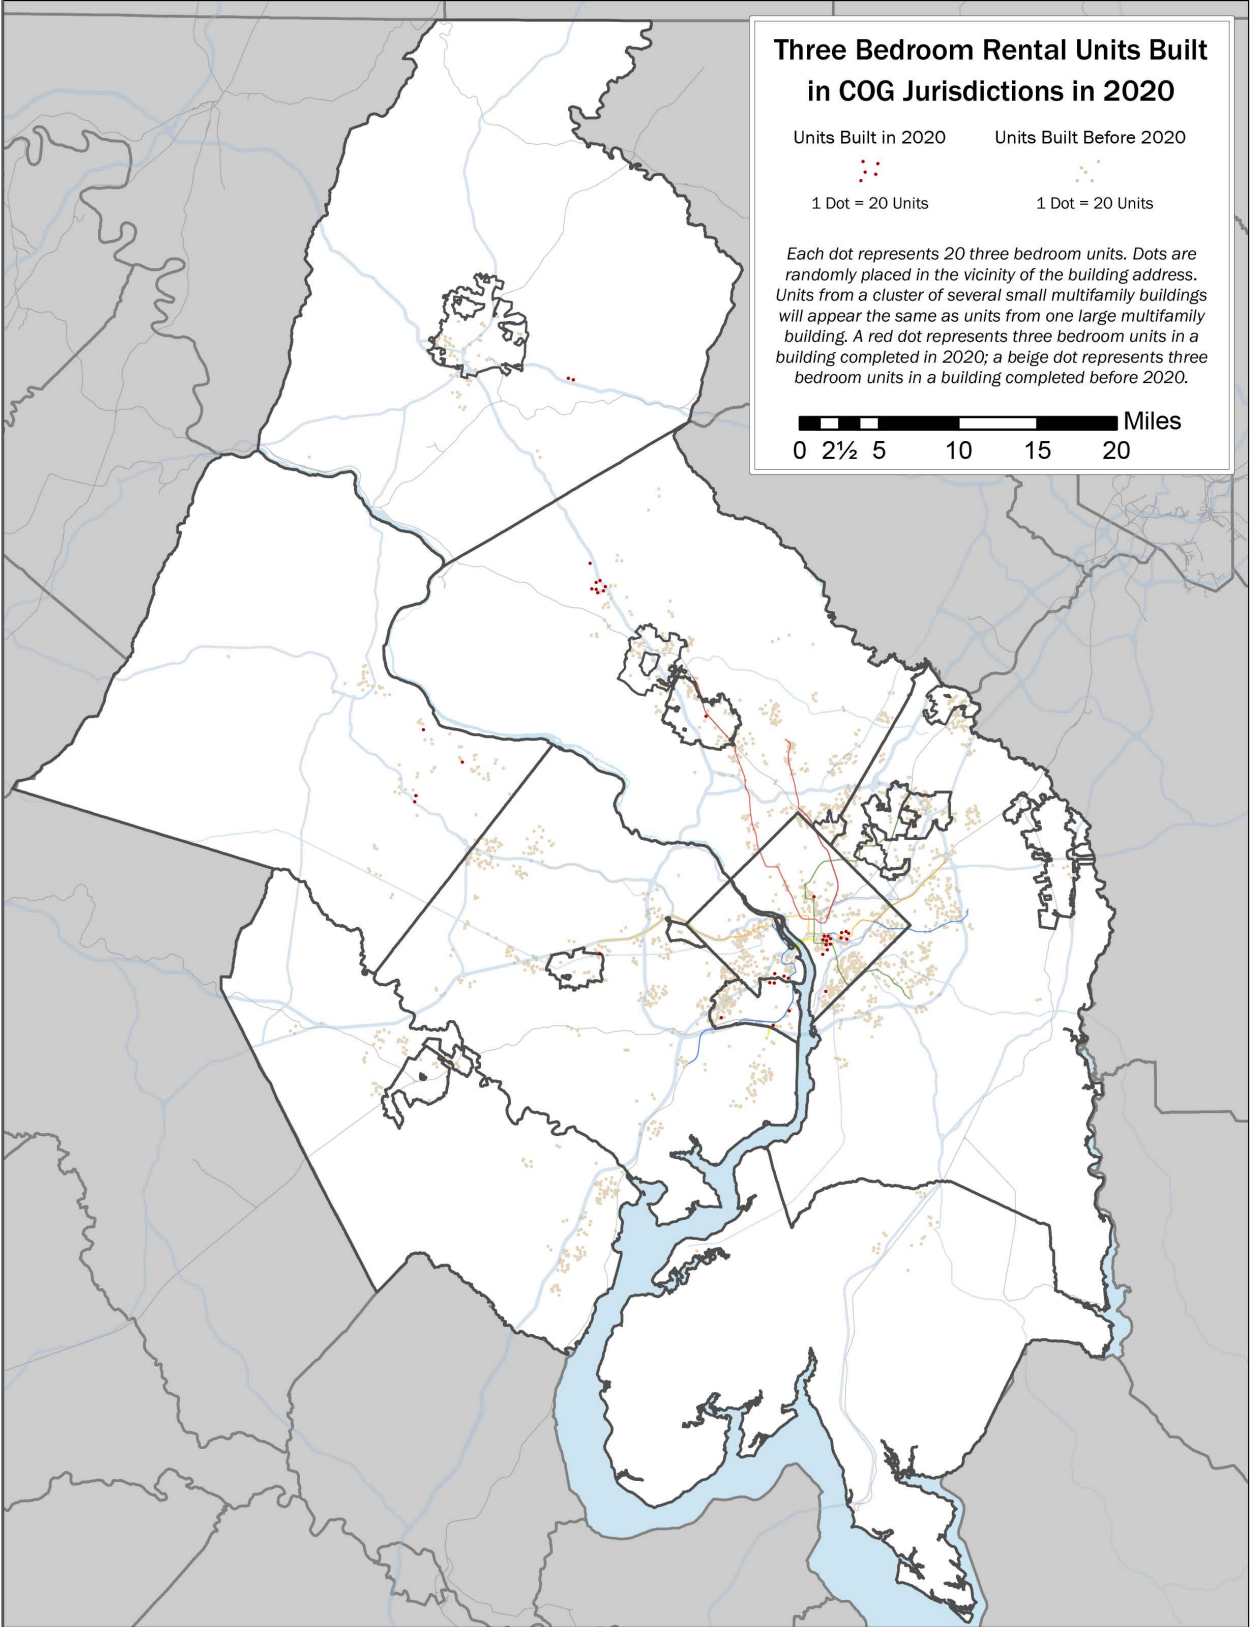 Three Bedroom Rental Units Built
in COG Jurisdictions in 2020
Units Built in 2020 Units Built Before 2020
1 Dot = 20 Units 1 Dot = 20 Units
Each dot represents 20 three bedroom units. Dots are
randomly placed in the vicinity of the building address.
Units from a cluster of several small multifamily buildings
will appear the same as units from one large multifamily
building. A red dot represents three bedroom units in a
building completed in 2020; a beige dot represents three
bedroom units in a building completed before 2020.
Miles
0 2½ 5 10 15 20